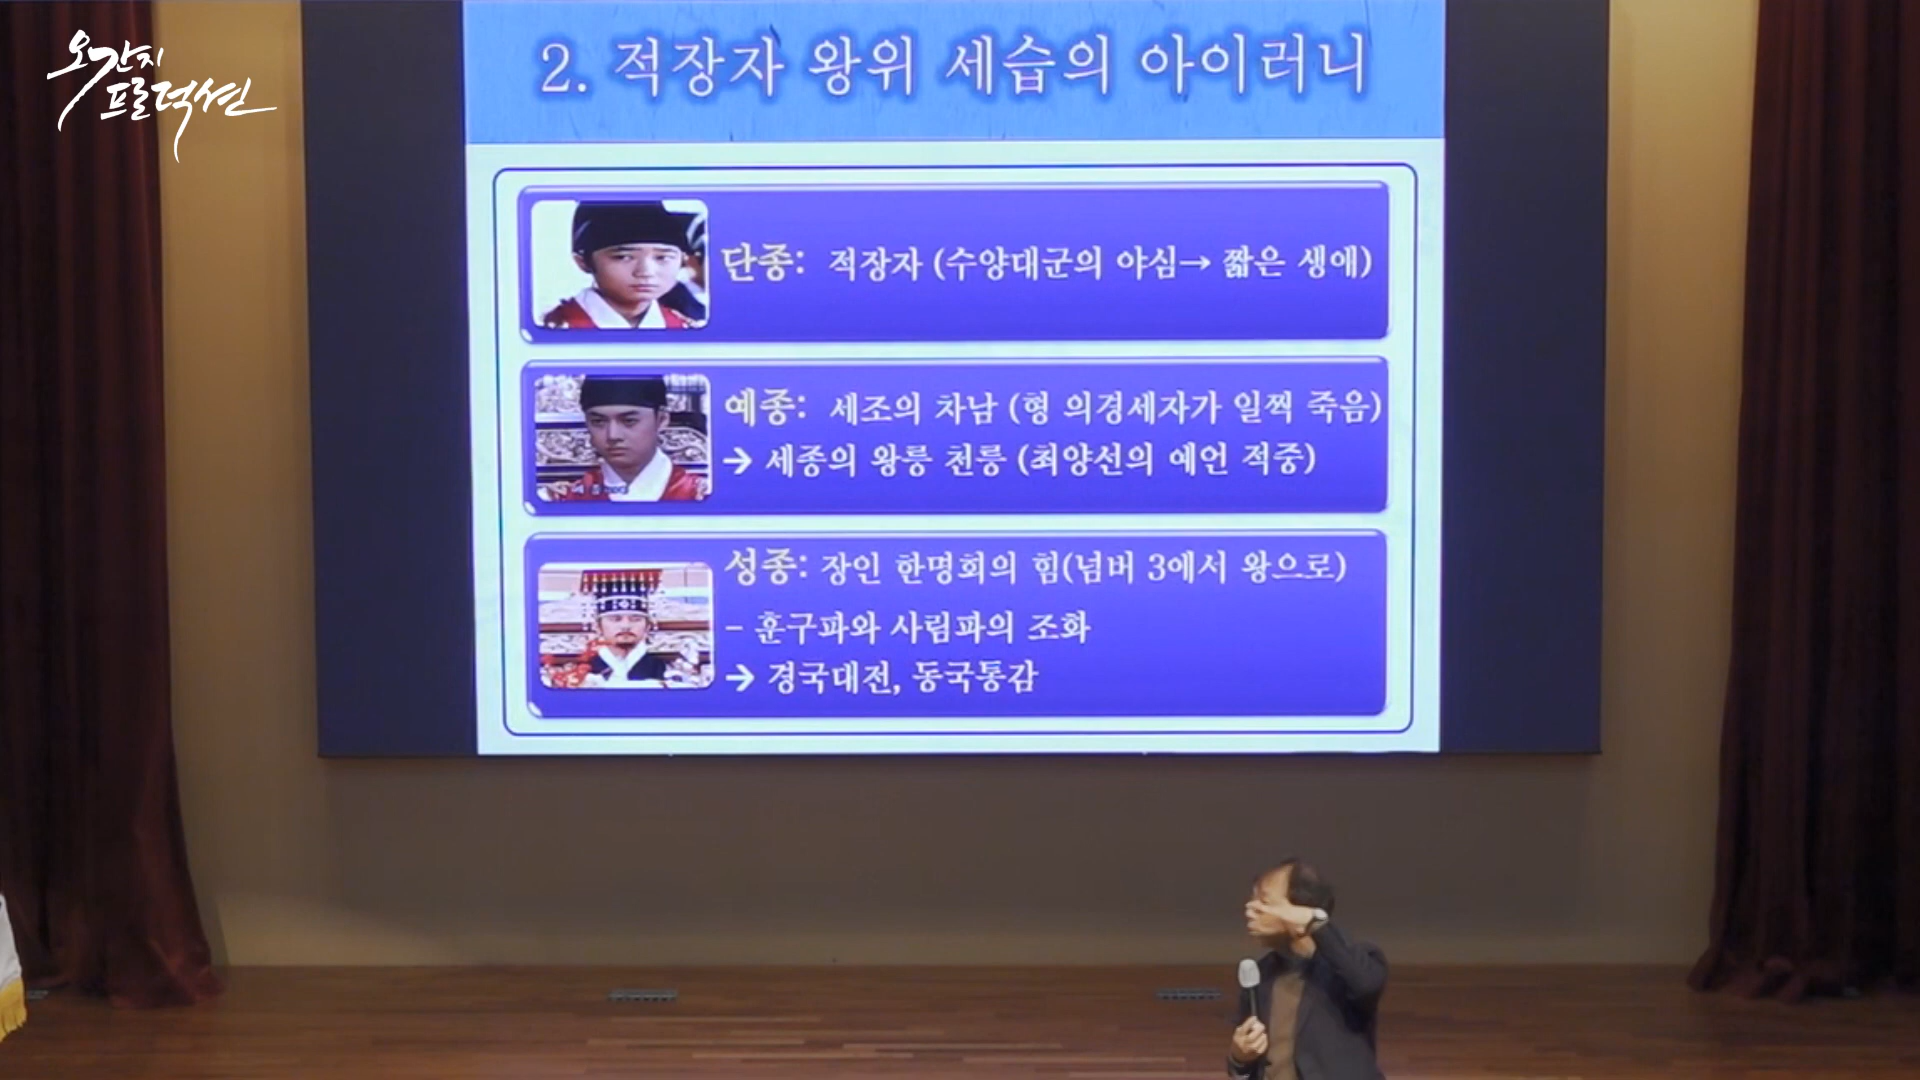 오간지
프로덕션
2. 적장자 왕위 세습의 아이러니
단종: 적장자 (수양대군의 야심→ 짧은 생애)
예종: 세조의 차남 (형 의경세자가 일찍 죽음)
→ 세종의 왕릉 천릉 (최양선의 예언 적중)
성종: 장인 한명회의 힘(넘버 3에서 왕으로)
- 훈구파와 사림파의 조화
→ 경국대전, 동국통감